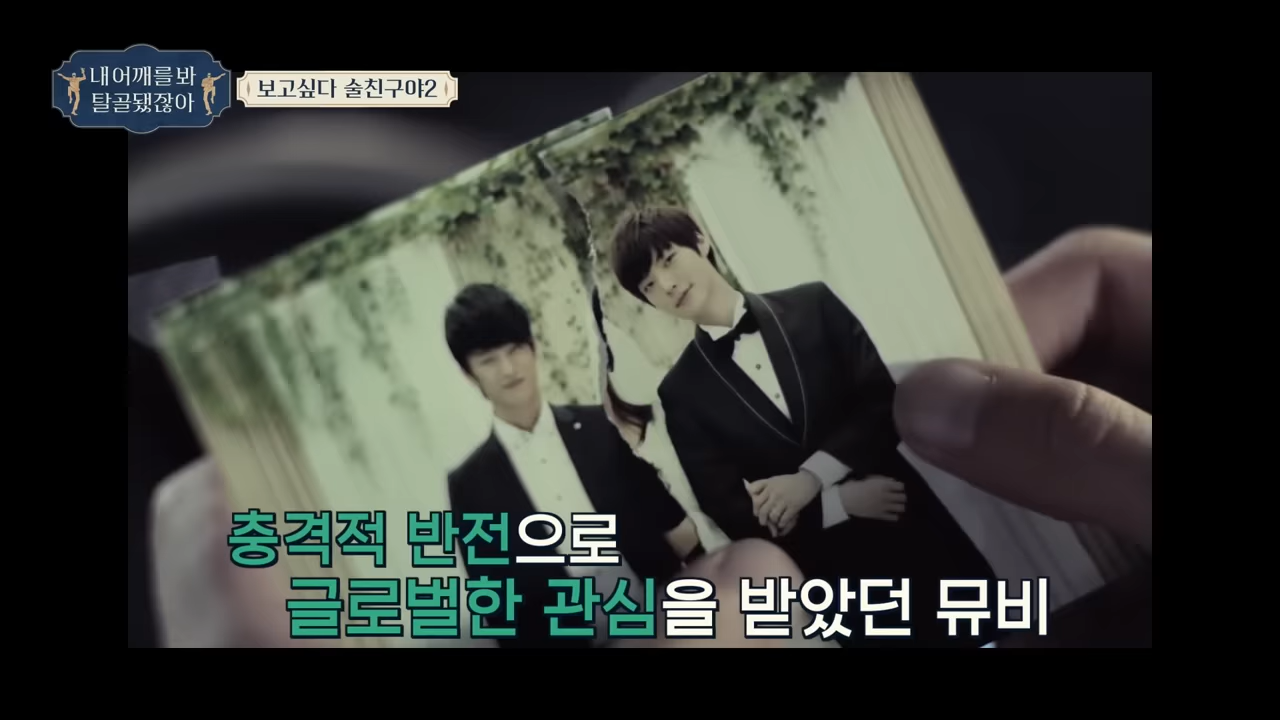 내 어깨를 봐
탈골됐잖아
보고싶다 술친구야2
충격적 반전으로
글로벌한 관심을 받았던 뮤비